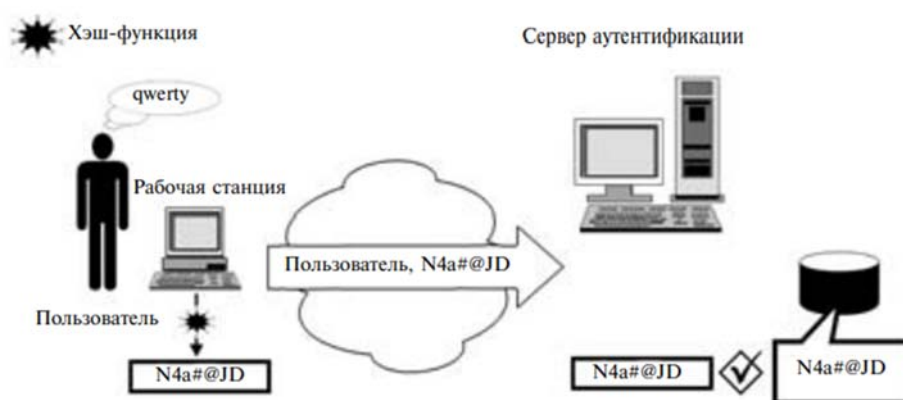 Хэш-функция
Сервер аутентификации
qwerty
Рабочая станция
Пользователь, N4a#@JD
Пользователь
N4a#@JD
N4a#@JD
N4a#@JD